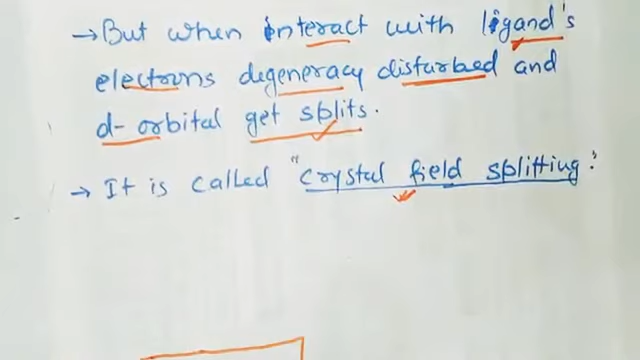 → But when interact with ligand's
electrons degeneracy disturbed and
d-orbital get splits.
→ It is called "crystal field splitting."